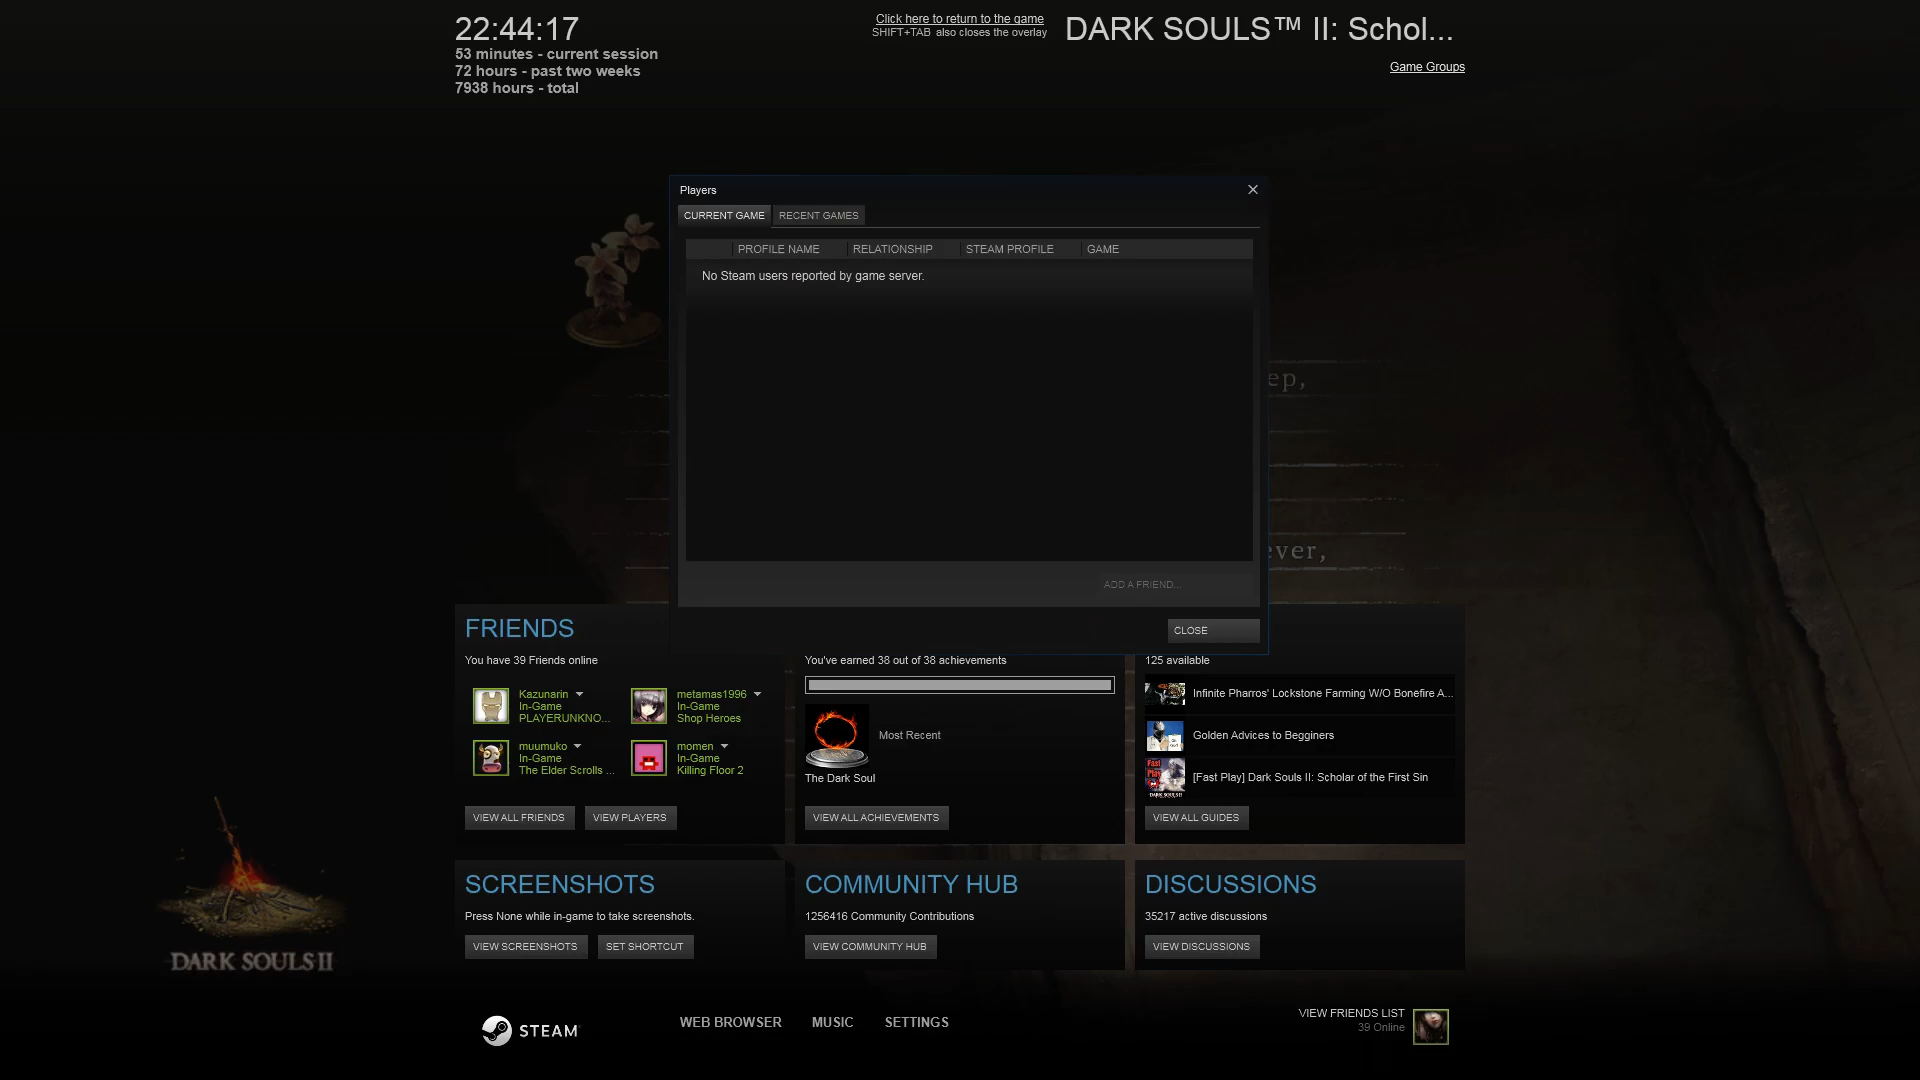 22:44:17
53 minutes - current session
72 hours - past two weeks
7938 hours - total
Click here to return to the game
SHIFT+TAB also closes the overlay
DARK SOULS™ II: Schol...
Game Groups
Players
CURRENT GAME
RECENT GAMES
PROFILE NAME
RELATIONSHIP
STEAM PROFILE
GAME
No Steam users reported by game server.
ep,
ever,
ADD A FRIEND...
CLOSE
FRIENDS
You have 39 Friends online
Kazunarin
In-Game
PLAYERUNKNO...
metamas1996
In-Game
Shop Heroes
muumuko
In-Game
The Elder Scrolls ...
momen
In-Game
Killing Floor 2
VIEW ALL FRIENDS
VIEW PLAYERS
You've earned 38 out of 38 achievements
Most Recent
The Dark Soul
VIEW ALL ACHIEVEMENTS
125 available
Infinite Pharros' Lockstone Farming W/O Bonefire A...
Golden Advices to Begginers
Fast Play
DARK SOULS II
[Fast Play] Dark Souls II: Scholar of the First Sin
VIEW ALL GUIDES
SCREENSHOTS
Press None while in-game to take screenshots.
VIEW SCREENSHOTS
SET SHORTCUT
COMMUNITY HUB
1256416 Community Contributions
VIEW COMMUNITY HUB
DISCUSSIONS
35217 active discussions
VIEW DISCUSSIONS
DARK SOULS II
STEAM
WEB BROWSER
MUSIC
SETTINGS
VIEW FRIENDS LIST
39 Online